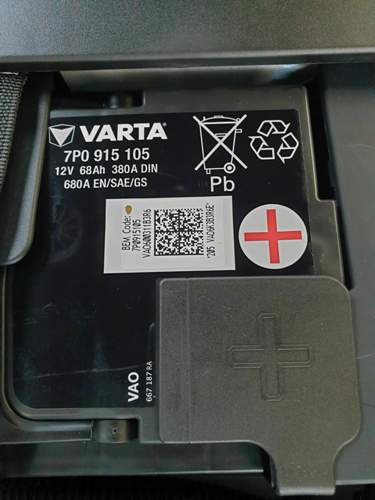 VARTA
7P0 915 105
12V 68Ah 380A DIN
680A EN/SAE/GS
Pb
BEM Code:
7P0915105
VAO6N0311B3R6
VAO
667 187 RA